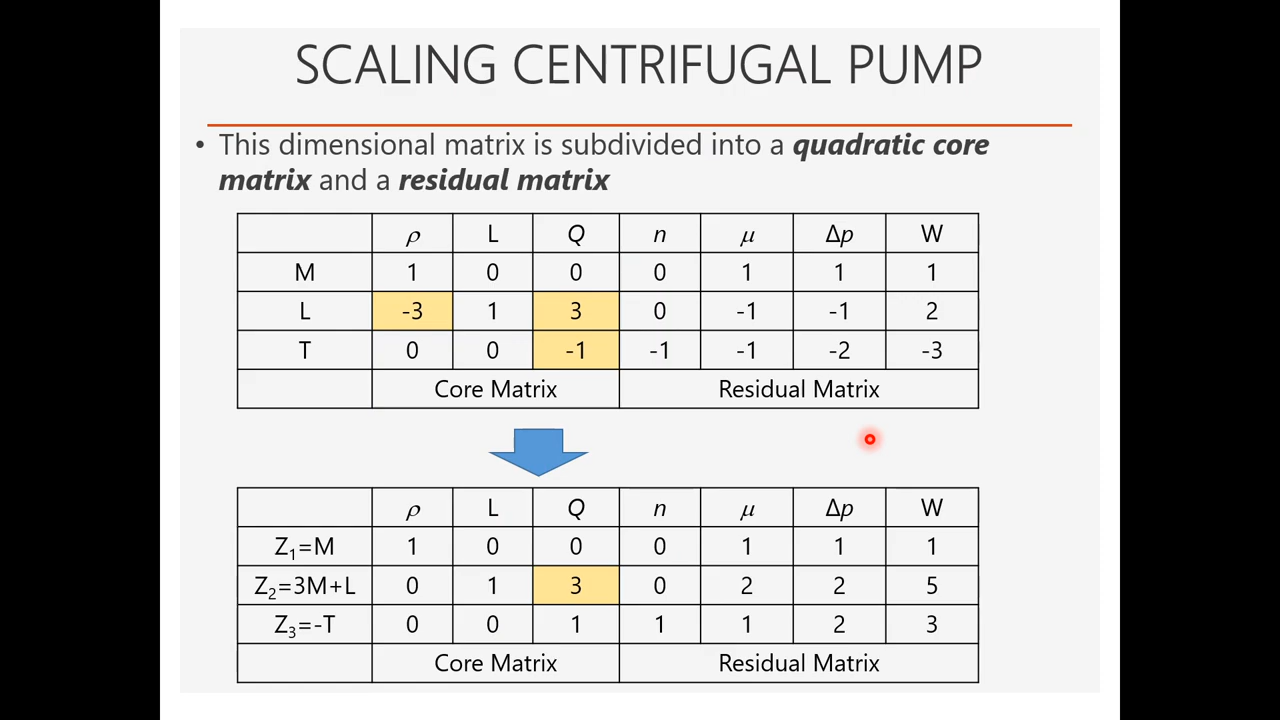 SCALING CENTRIFUGAL PUMP
• This dimensional matrix is subdivided into a quadratic core
matrix and a residual matrix
ρ L Q n μ Δp W
M 1 0 0 0 1 1 1
L -3 1 3 0 -1 -1 2
T 0 0 -1 -1 -1 -2 -3
Core Matrix Residual Matrix
ρ L Q n μ Δp W
Z₁=M 1 0 0 0 1 1 1
Z₂=3M+L 0 1 3 0 2 2 5
Z₃=-T 0 0 1 1 1 2 3
Core Matrix Residual Matrix